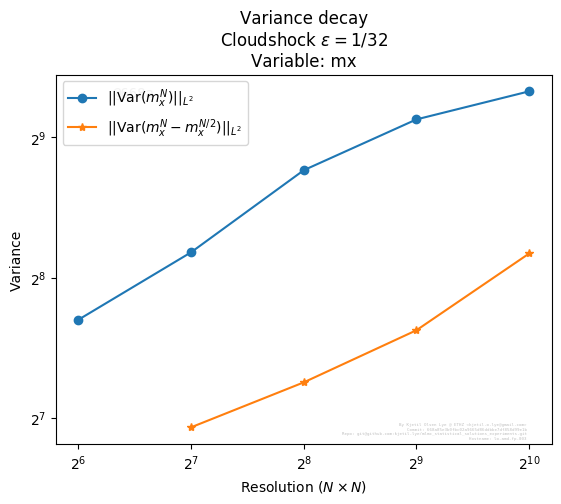 Variance decay
Cloudshock ε = 1/32
Variable: mx
||Var(m_x^N)||_{L^2}
||Var(m_x^N − m_x^{N/2})||_{L^2}
Variance
2^9
2^8
2^7
2^6 2^7 2^8 2^9 2^10
Resolution (N × N)